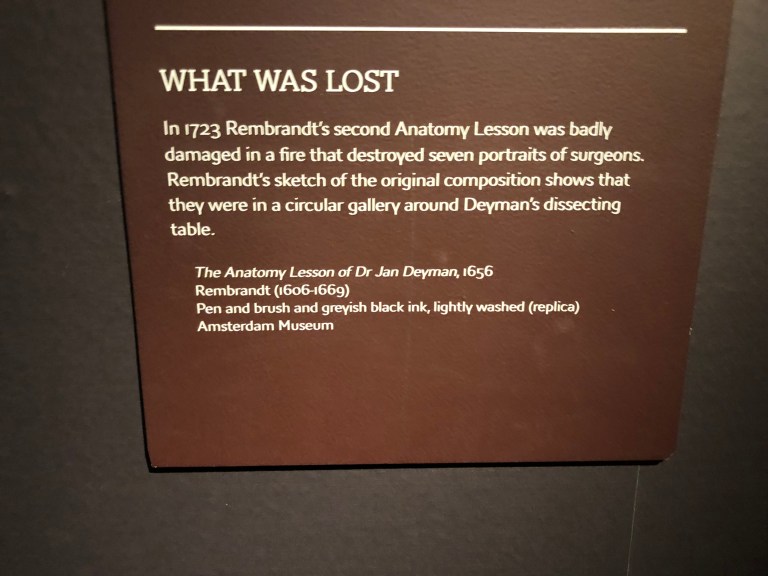 WHAT WAS LOST
In 1723 Rembrandt's second Anatomy Lesson was badly
damaged in a fire that destroyed seven portraits of surgeons.
Rembrandt's sketch of the original composition shows that
they were in a circular gallery around Deyman's dissecting
table.
The Anatomy Lesson of Dr Jan Deyman, 1656
Rembrandt (1606-1669)
Pen and brush and greyish black ink, lightly washed (replica)
Amsterdam Museum